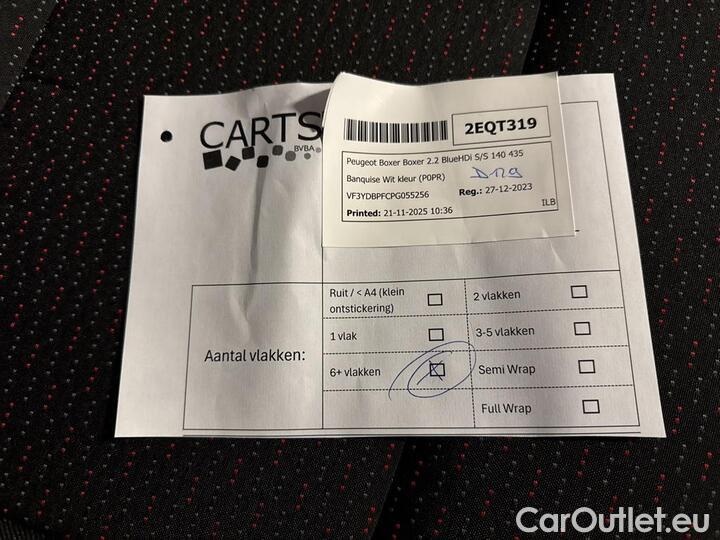 CARTS
BVBA
2EQT319
Peugeot Boxer Boxer 2.2 BlueHDi S/S 140 435
Banquise Wit kleur (P0PR)
VF3YDBPFCPG055256
Reg.: 27-12-2023
Printed: 21-11-2025 10:36
ILB
Aantal vlakken:
Ruit / < A4 (klein
ontstickering)
2 vlakken
1 vlak
3-5 vlakken
6+ vlakken
Semi Wrap
Full Wrap
CarOutlet.eu